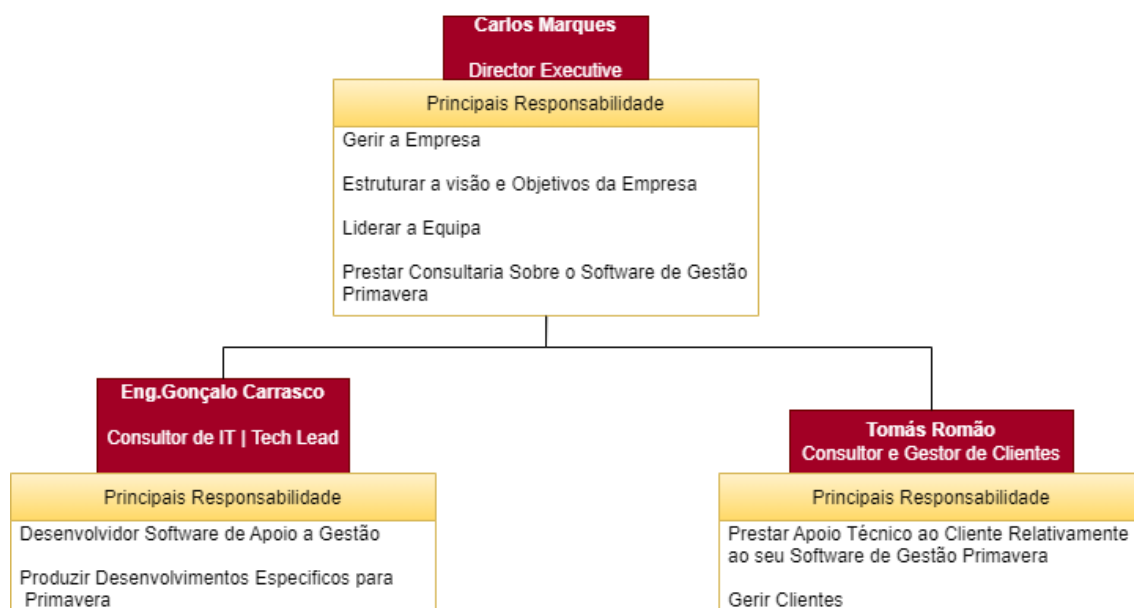 Carlos Marques
Director Executive
Principais Responsabilidade
Gerir a Empresa
Estruturar a visão e Objetivos da Empresa
Liderar a Equipa
Prestar Consultaria Sobre o Software de Gestão
Primavera
Eng.Gonçalo Carrasco
Consultor de IT | Tech Lead
Principais Responsabilidade
Desenvolvidor Software de Apoio a Gestão
Produzir Desenvolvimentos Especificos para
Primavera
Tomás Romão
Consultor e Gestor de Clientes
Principais Responsabilidade
Prestar Apoio Técnico ao Cliente Relativamente
ao seu Software de Gestão Primavera
Gerir Clientes